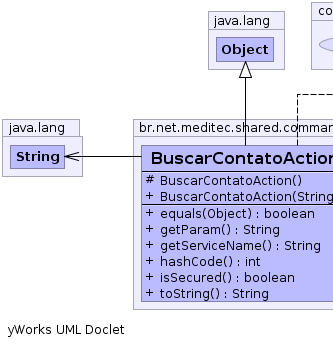 co
java.lang
Object
java.lang
String
br.net.meditec.shared.comman
BuscarContatoAction
# BuscarContatoAction()
+ BuscarContatoAction(String
+ equals(Object) : boolean
+ getParam() : String
+ getServiceName() : String
+ hashCode() : int
+ isSecured() : boolean
+ toString() : String
yWorks UML Doclet